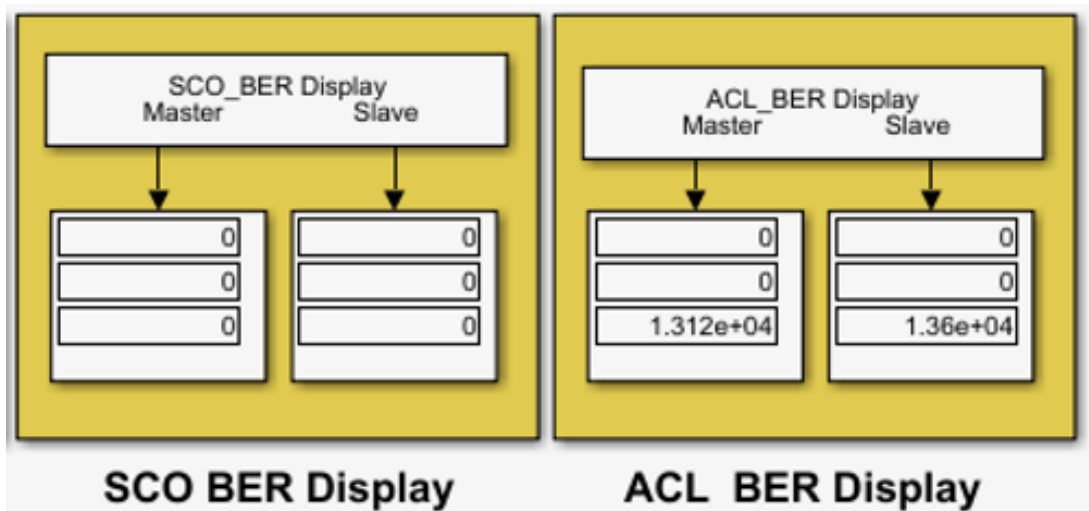 SCO_BER Display
Master Slave
0
0
0
0
0
0
SCO BER Display
ACL_BER Display
Master Slave
0
0
1.312e+04
0
0
1.36e+04
ACL BER Display